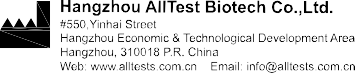 Hangzhou AllTest Biotech Co.,Ltd.
#550,Yinhai Street
Hangzhou Economic & Technological Development Area
Hangzhou, 310018 P.R. China
Web: www.alltests.com.cn Email: info@alltests.com.cn